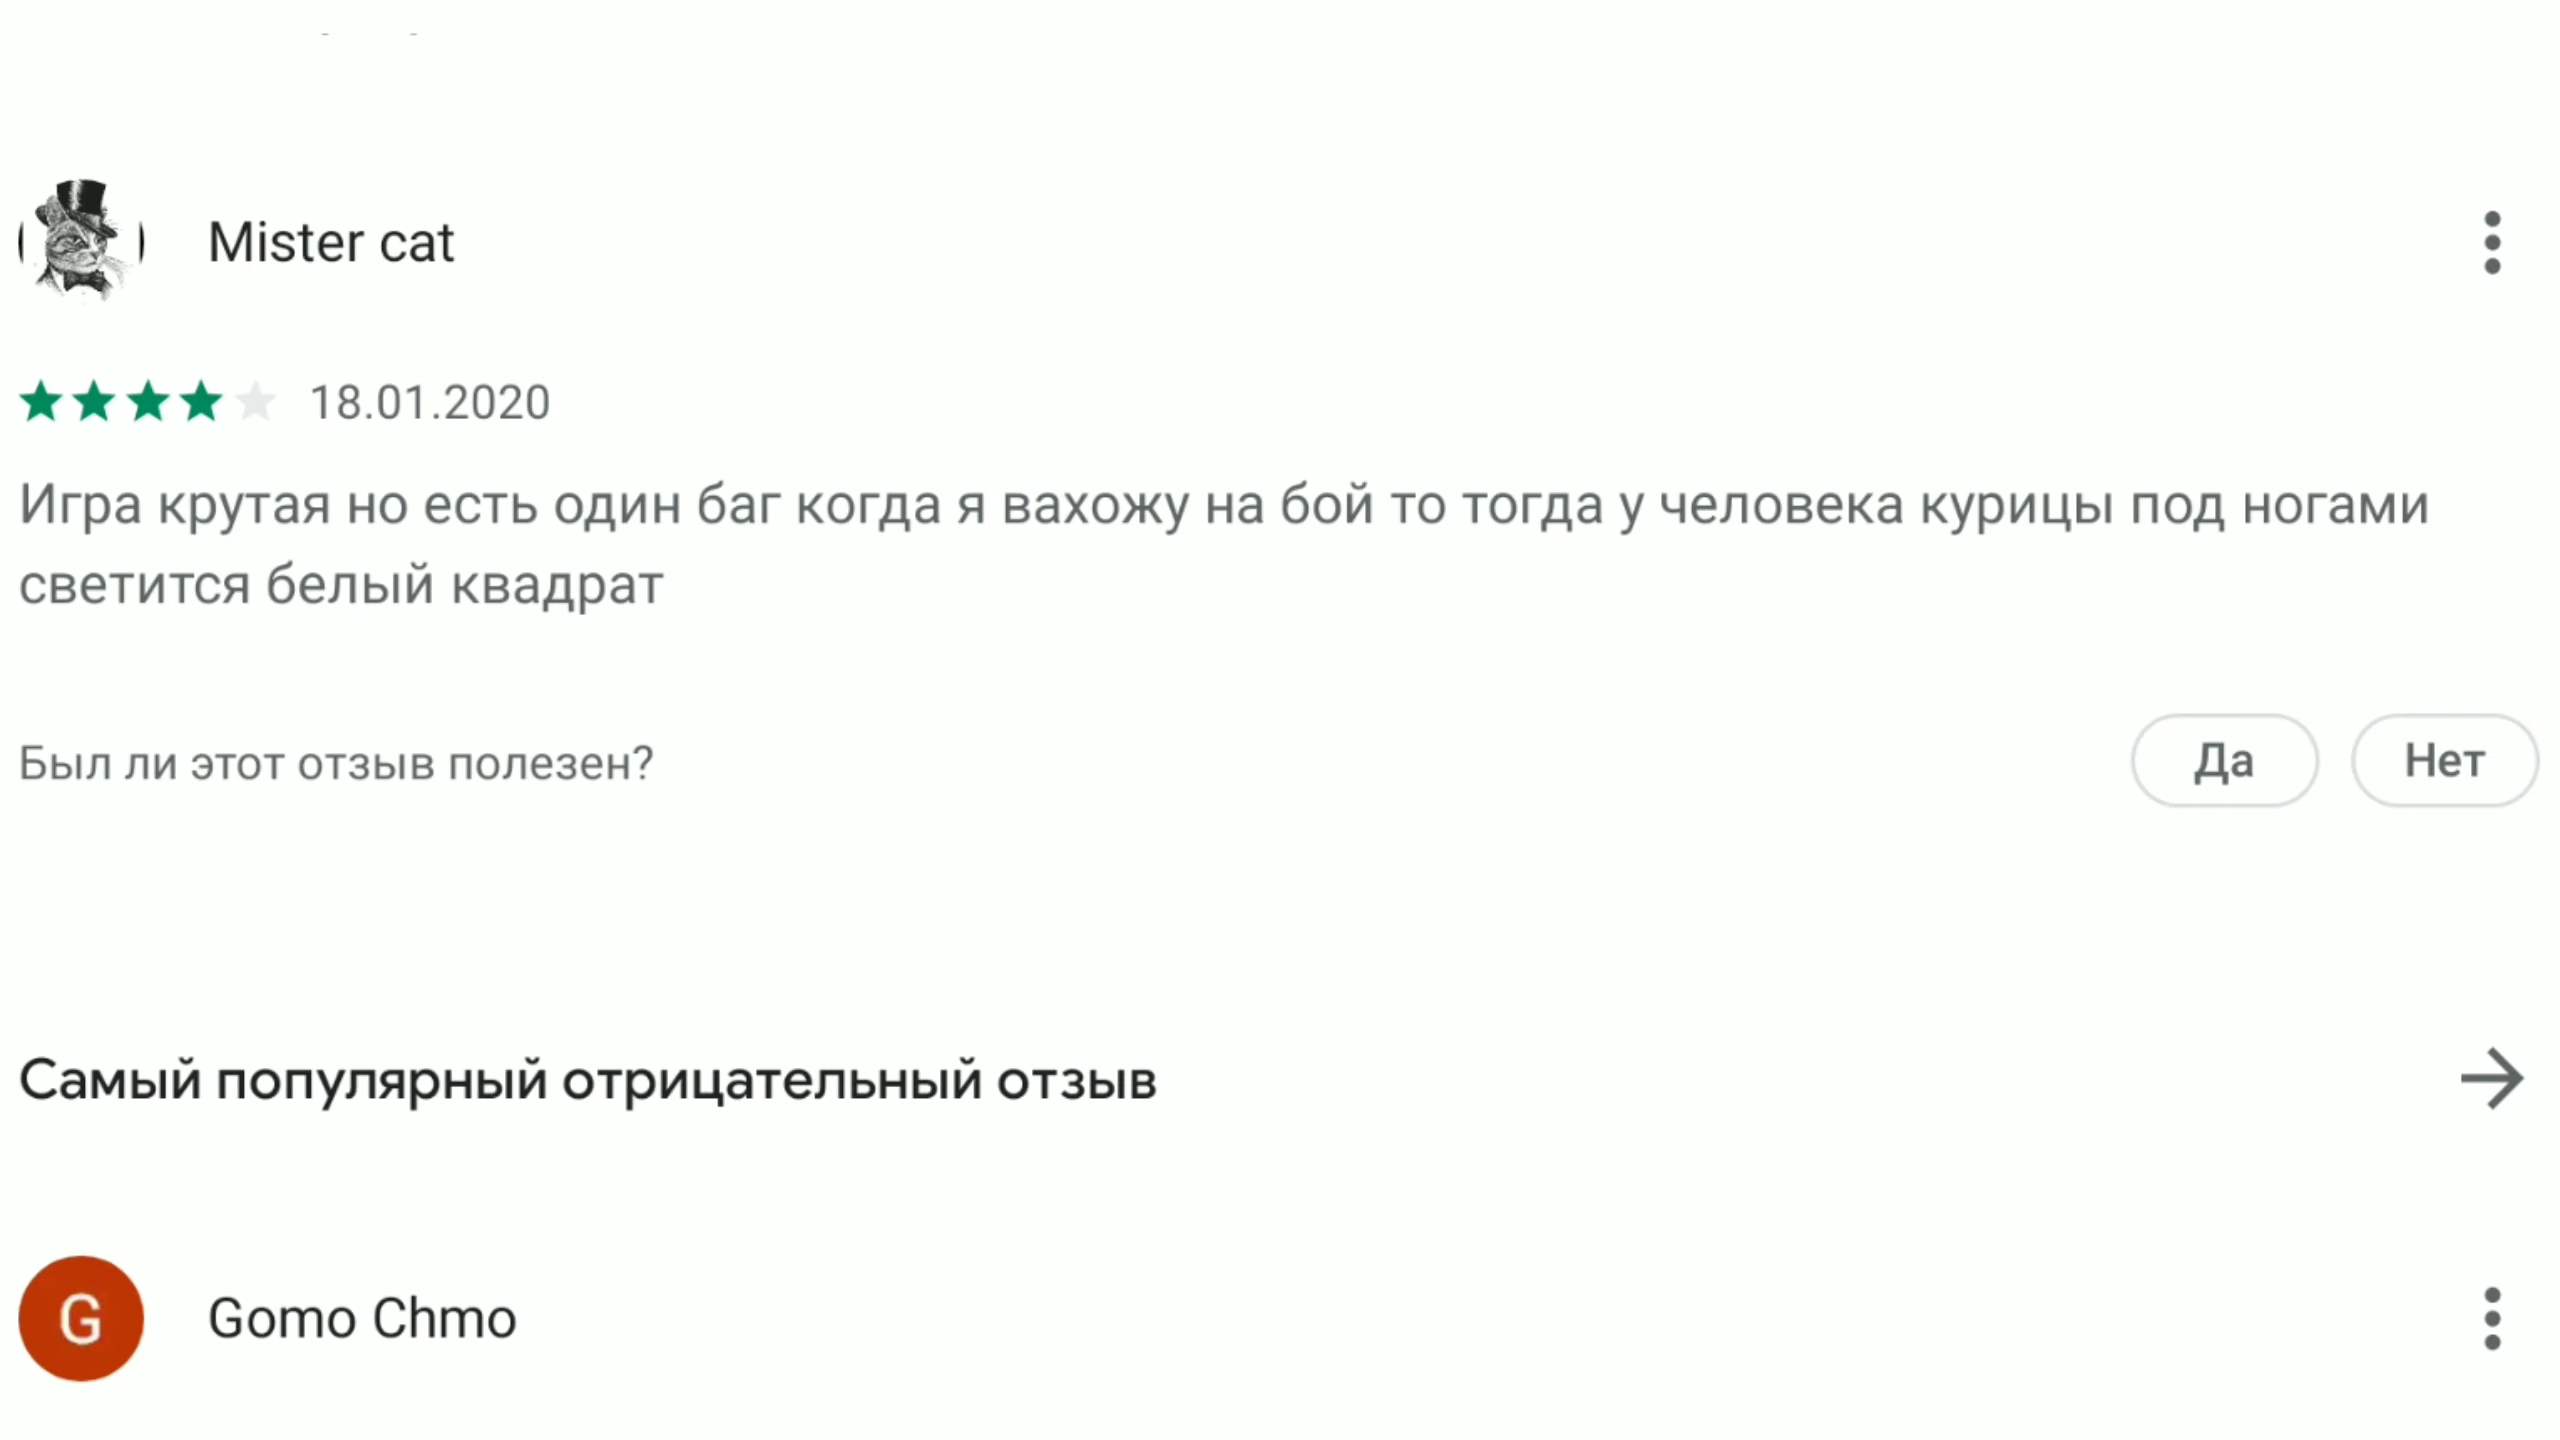 Mister cat
18.01.2020
Игра крутая но есть один баг когда я вахожу на бой то тогда у человека курицы под ногами
светится белый квадрат
Был ли этот отзыв полезен?
Да
Нет
Самый популярный отрицательный отзыв
G
Gomo Chmo